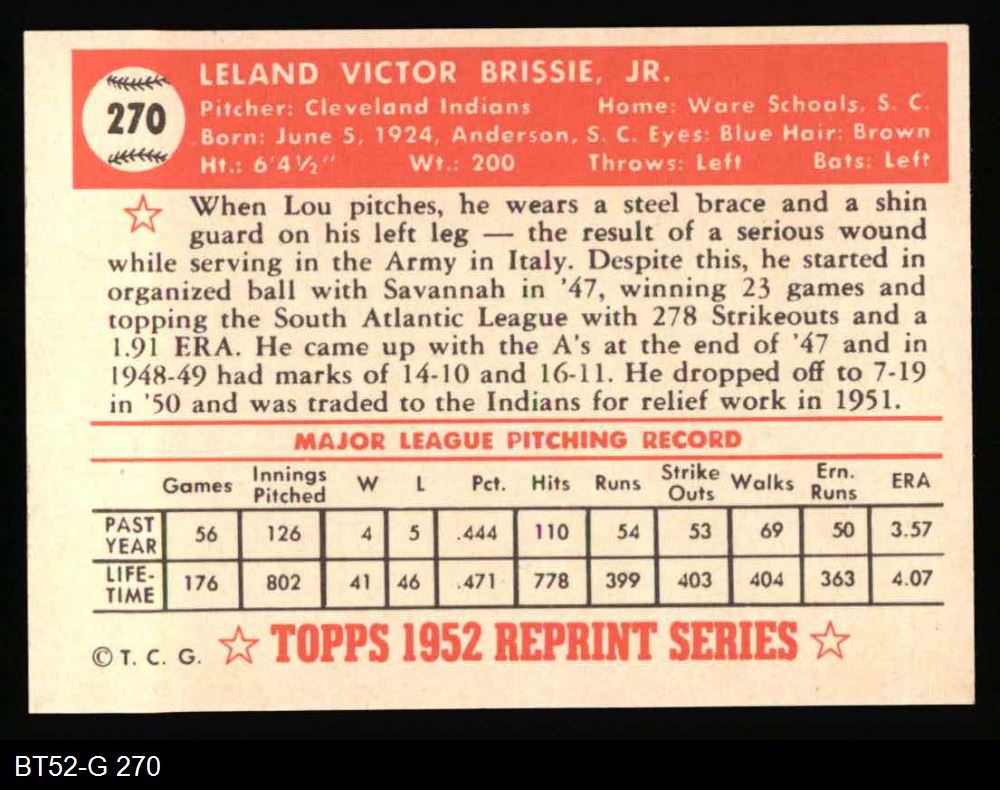 270
LELAND VICTOR BRISSIE, JR.
Pitcher: Cleveland Indians Home: Ware Schoals, S. C.
Born: June 5, 1924, Anderson, S. C. Eyes: Blue Hair: Brown
Ht.: 6'4½" Wt.: 200 Throws: Left Bats: Left
When Lou pitches, he wears a steel brace and a shin
guard on his left leg — the result of a serious wound
while serving in the Army in Italy. Despite this, he started in
organized ball with Savannah in '47, winning 23 games and
topping the South Atlantic League with 278 Strikeouts and a
1.91 ERA. He came up with the A's at the end of '47 and in
1948-49 had marks of 14-10 and 16-11. He dropped off to 7-19
in '50 and was traded to the Indians for relief work in 1951.
MAJOR LEAGUE PITCHING RECORD
Games Innings Pitched W L Pct. Hits Runs Strike Outs Walks Ern. Runs ERA
PAST YEAR 56 126 4 5 .444 110 54 53 69 50 3.57
LIFE-TIME 176 802 41 46 .471 778 399 403 404 363 4.07
© T. C. G. TOPPS 1952 REPRINT SERIES
BT52-G 270